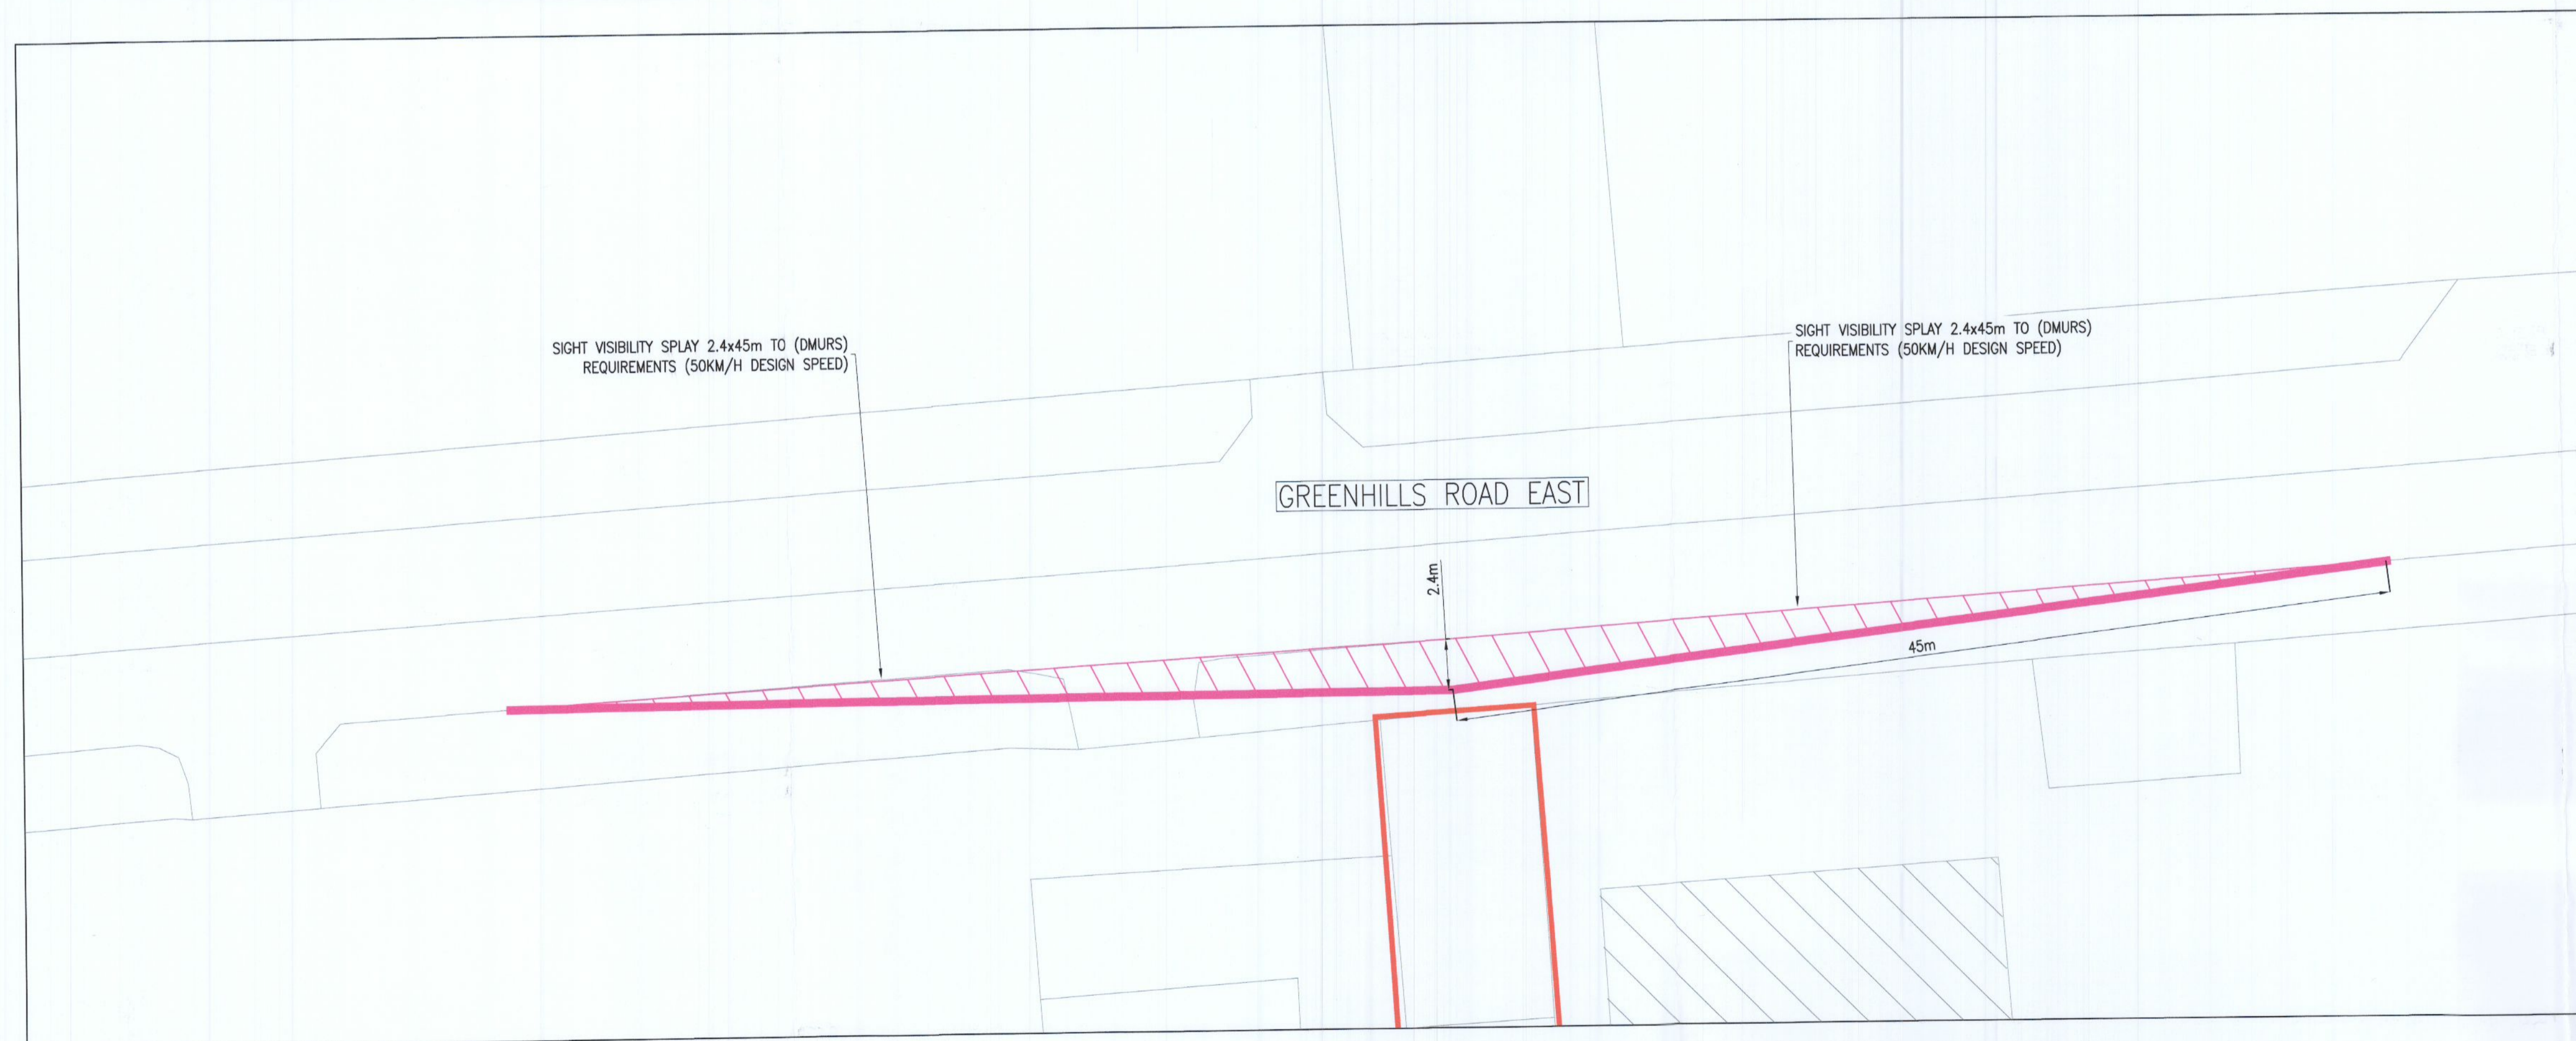 SIGHT VISIBILITY SPLAY 2.4x45m TO (DMURS)
REQUIREMENTS (50KM/H DESIGN SPEED)
SIGHT VISIBILITY SPLAY 2.4x45m TO (DMURS)
REQUIREMENTS (50KM/H DESIGN SPEED)
GREENHILLS ROAD EAST
2.4m
45m